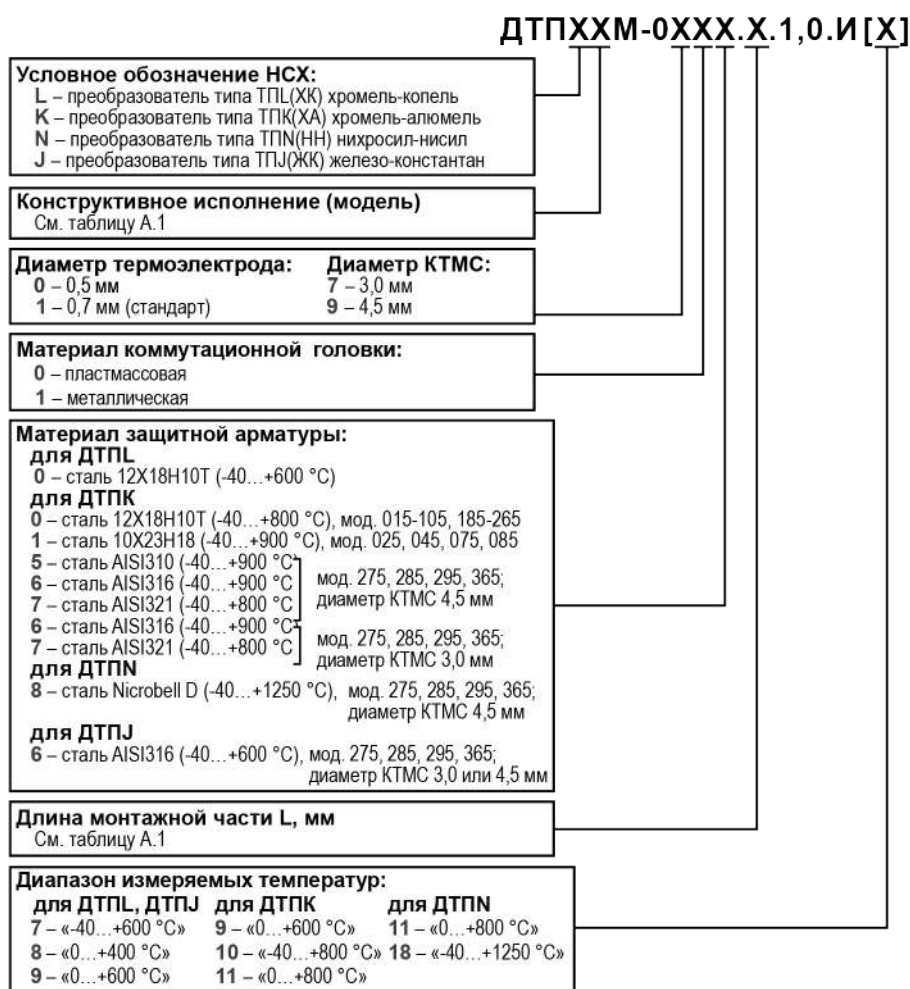 ДТПХХМ-0ХХХ.Х.1,0.И[Х]
Условное обозначение НСХ:
L – преобразователь типа ТПL(ХК) хромель-копель
K – преобразователь типа ТПК(ХА) хромель-алюмель
N – преобразователь типа ТПN(НН) нихросил-нисил
J – преобразователь типа ТПJ(ЖК) железо-константан
Конструктивное исполнение (модель)
См. таблицу А.1
Диаметр термоэлектрода: Диаметр КТМС:
0 – 0,5 мм 7 – 3,0 мм
1 – 0,7 мм (стандарт) 9 – 4,5 мм
Материал коммутационной головки:
0 – пластмассовая
1 – металлическая
Материал защитной арматуры:
для ДТПL
0 – сталь 12Х18Н10Т (-40…+600 °С)
для ДТПК
0 – сталь 12Х18Н10Т (-40…+800 °С), мод. 015-105, 185-265
1 – сталь 10Х23Н18 (-40…+900 °С), мод. 025, 045, 075, 085
5 – сталь AISI310 (-40…+900 °С)
6 – сталь AISI316 (-40…+900 °С мод. 275, 285, 295, 365;
7 – сталь AISI321 (-40…+800 °С диаметр КТМС 4,5 мм
6 – сталь AISI316 (-40…+900 °С
7 – сталь AISI321 (-40…+800 °С мод. 275, 285, 295, 365;
диаметр КТМС 3,0 мм
для ДТПN
8 – сталь Nicrobell D (-40…+1250 °С), мод. 275, 285, 295, 365;
диаметр КТМС 4,5 мм
для ДТПJ
6 – сталь AISI316 (-40…+600 °С), мод. 275, 285, 295, 365;
диаметр КТМС 3,0 или 4,5 мм
Длина монтажной части L, мм
См. таблицу А.1
Диапазон измеряемых температур:
для ДТПL, ДТПJ для ДТПК для ДТПN
7 – «-40…+600 °С» 9 – «0…+600 °С» 11 – «0…+800 °С»
8 – «0…+400 °С» 10 – «-40…+800 °С» 18 – «-40…+1250 °С»
9 – «0…+600 °С» 11 – «0…+800 °С»